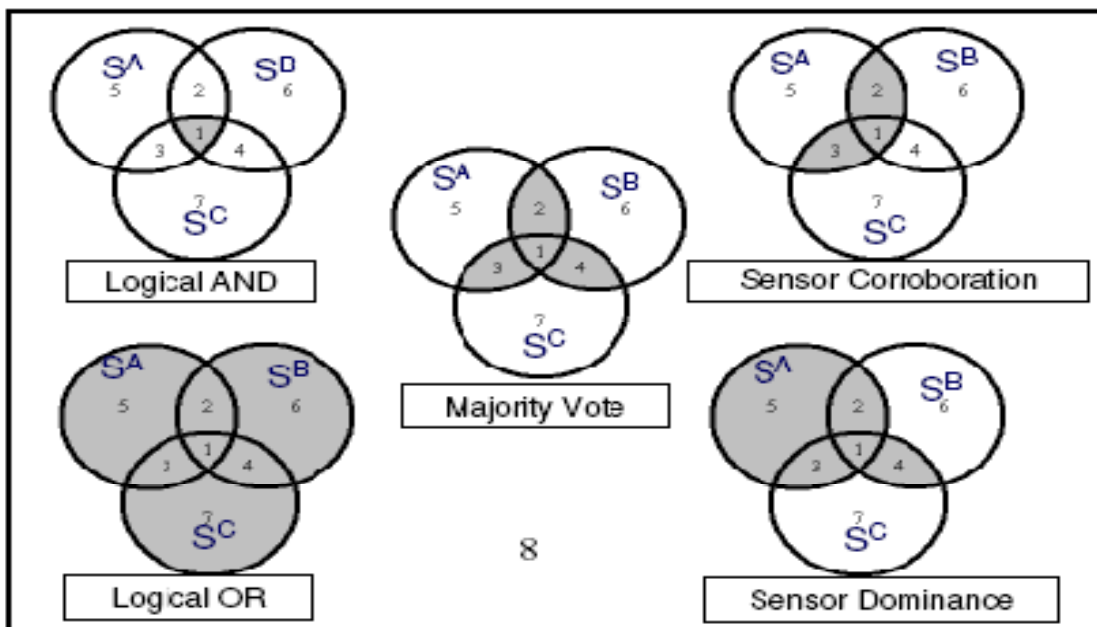 SA SB
5 2 6
1
3 4
7
SC
Logical AND
SA SB
5 2 6
1
3 4
7
SC
Majority Vote
SA SB
5 2 6
1
3 4
7
SC
Sensor Corroboration
SA SB
5 2 6
1
3 4
7
SC
Logical OR
8
SA SB
5 2 6
1
3 4
7
SC
Sensor Dominance